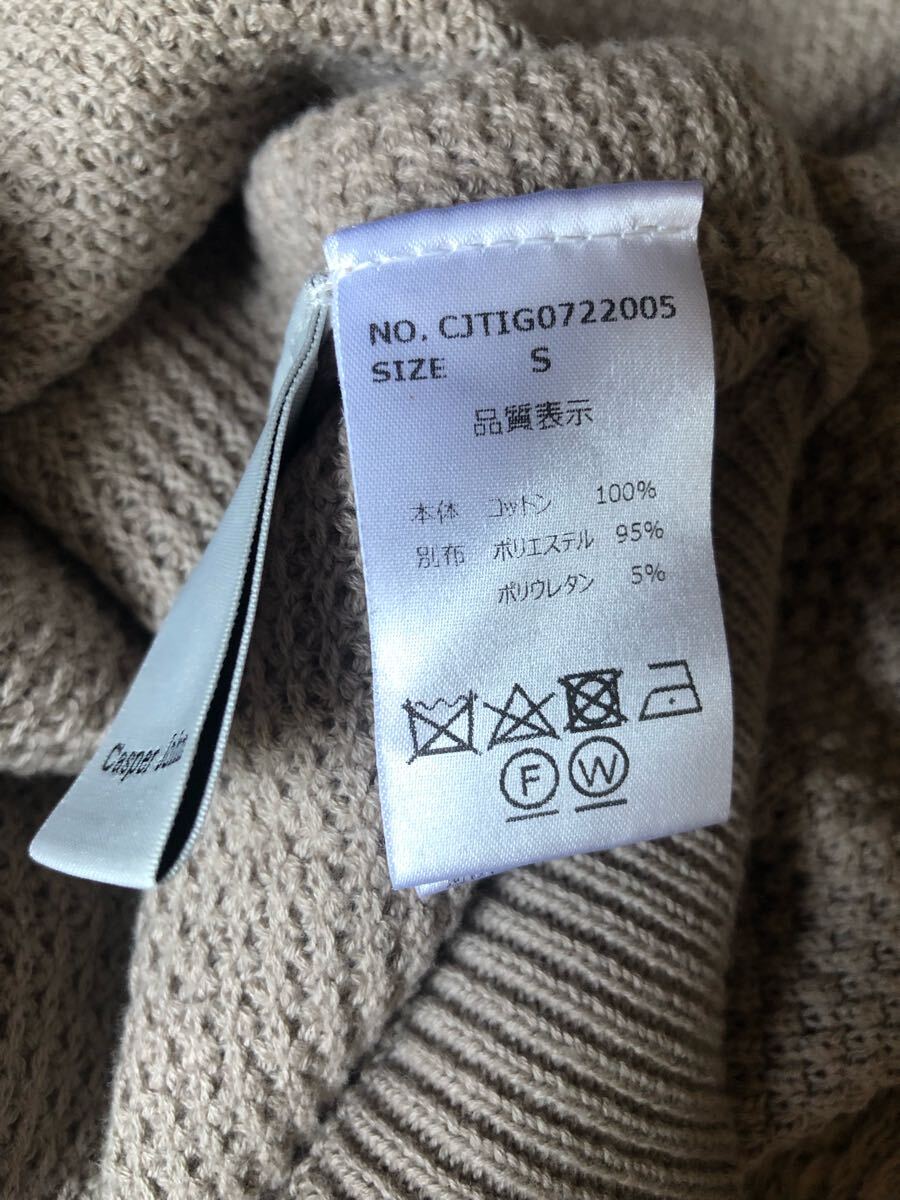 NO. CJTIG0722005
SIZE S
品質表示
本体 コットン 100%
別布 ポリエステル 95%
ポリウレタン 5%
F W
Casper John